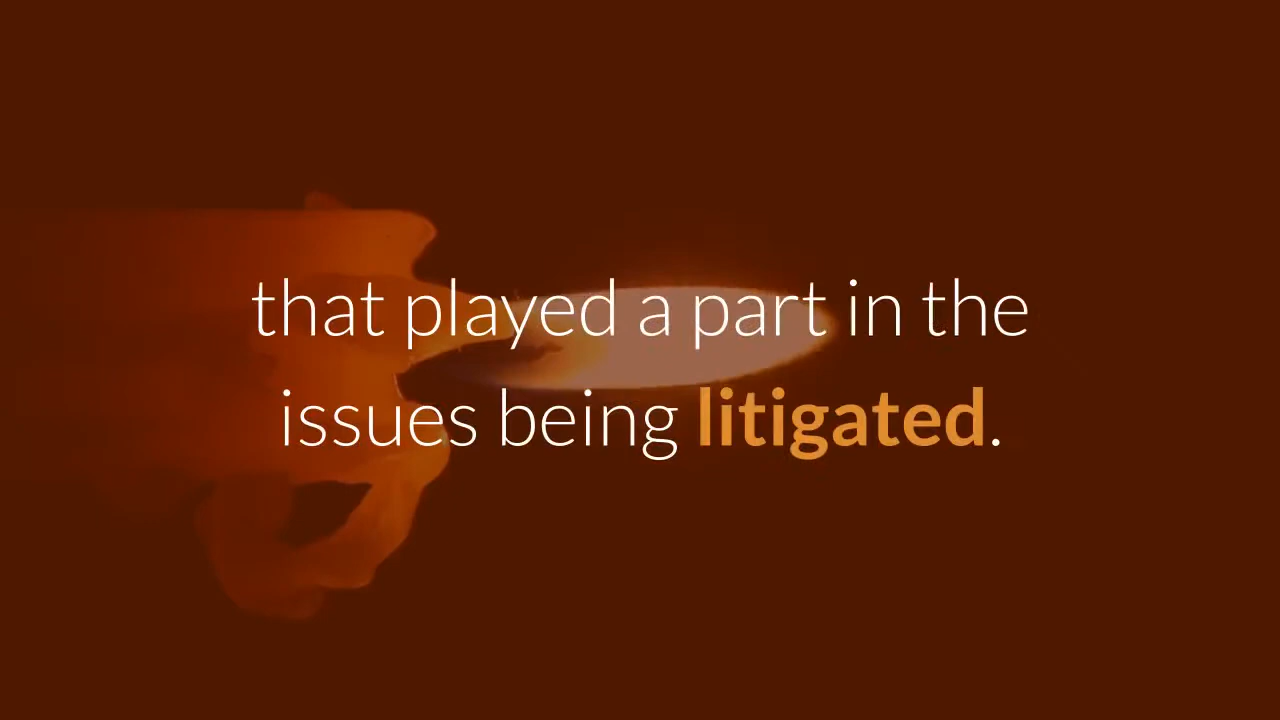 that played a part in the
issues being litigated.